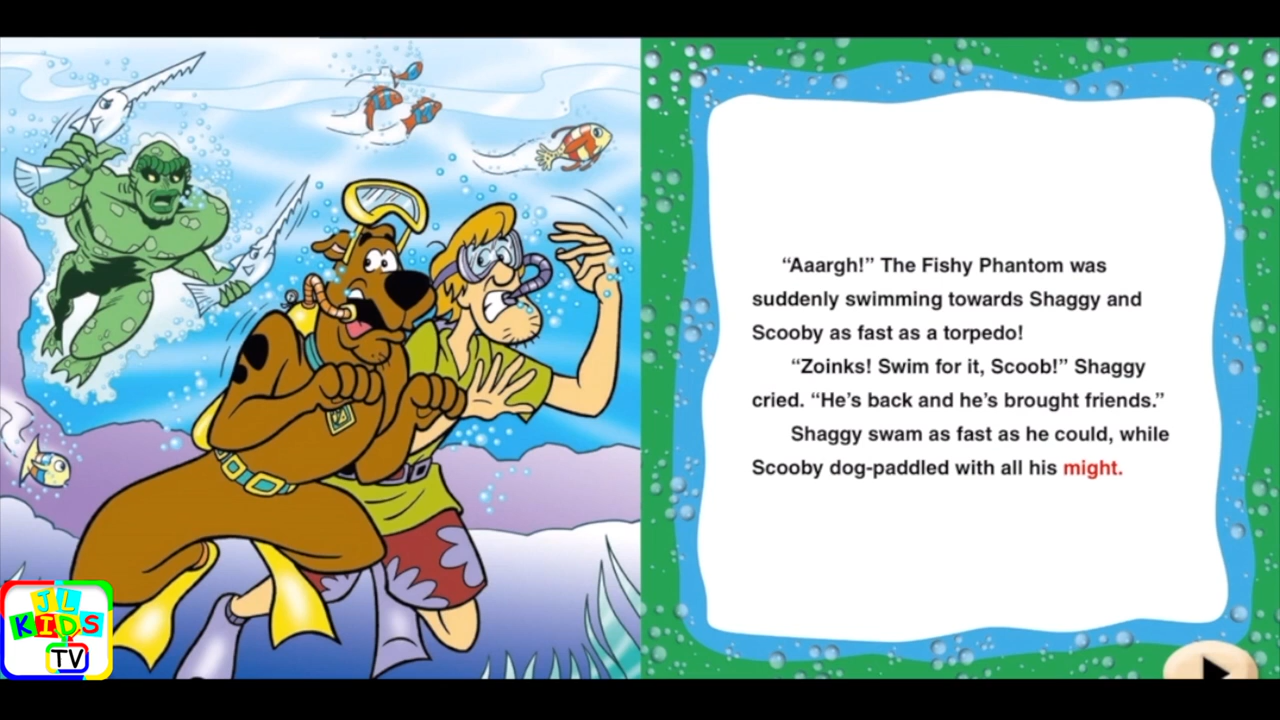 “Aaargh!” The Fishy Phantom was
suddenly swimming towards Shaggy and
Scooby as fast as a torpedo!
“Zoinks! Swim for it, Scoob!” Shaggy
cried. “He’s back and he’s brought friends.”
Shaggy swam as fast as he could, while
Scooby dog-paddled with all his might.
JL
KIDS
TV